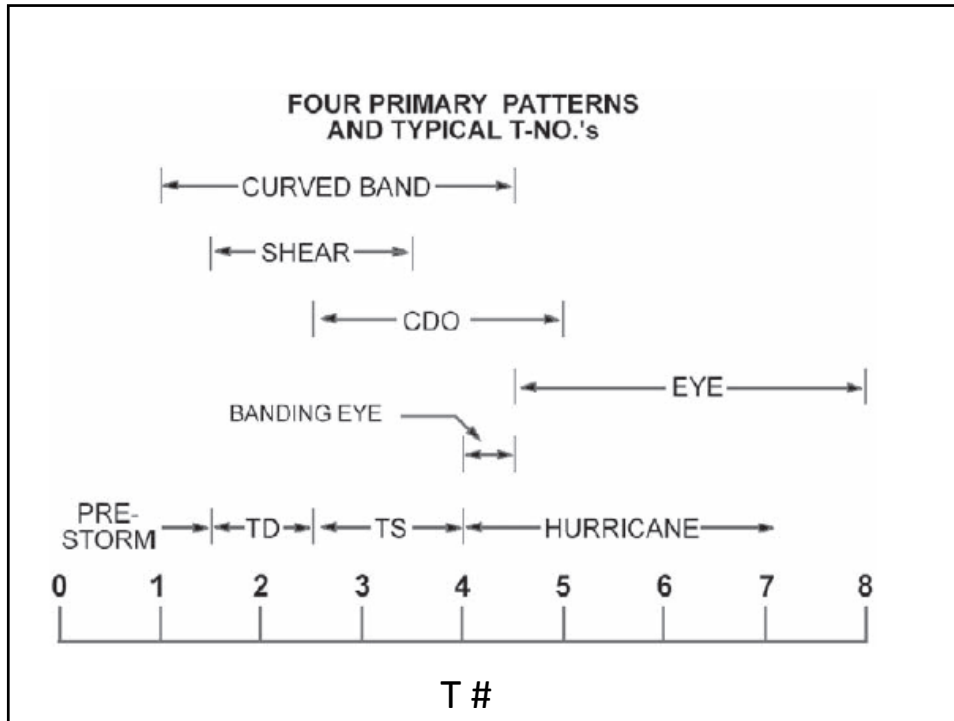 FOUR PRIMARY PATTERNS
AND TYPICAL T-NO.'s
CURVED BAND
SHEAR
CDO
EYE
BANDING EYE
PRE-
STORM
TD
TS
HURRICANE
0 1 2 3 4 5 6 7 8
T #